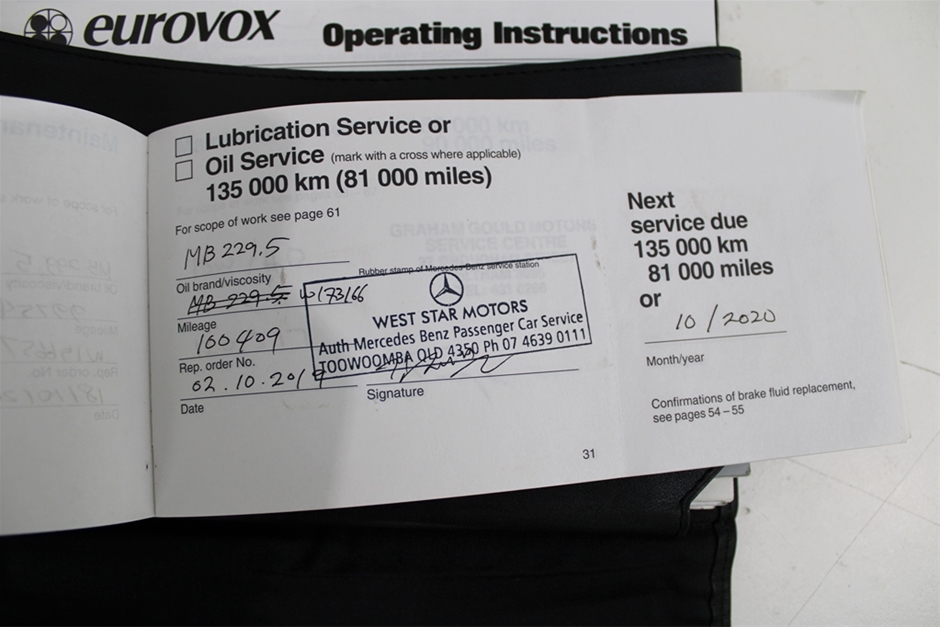 eurovox Operating Instructions
Lubrication Service or
Oil Service (mark with a cross where applicable)
135 000 km (81 000 miles)
For scope of work see page 61
MB 229.5
Oil brand/viscosity
Rubber stamp of Mercedes-Benz service station
MB 229.5
Mileage
100409
Rep. order No.
02.10.2019
Date
WEST STAR MOTORS
Auth Mercedes Benz Passenger Car Service
TOOWOOMBA QLD 4350 Ph 07 4639 0111
Signature
31
Next
service due
135 000 km
81 000 miles
or
10/2020
Month/year
Confirmations of brake fluid replacement,
see pages 54 – 55